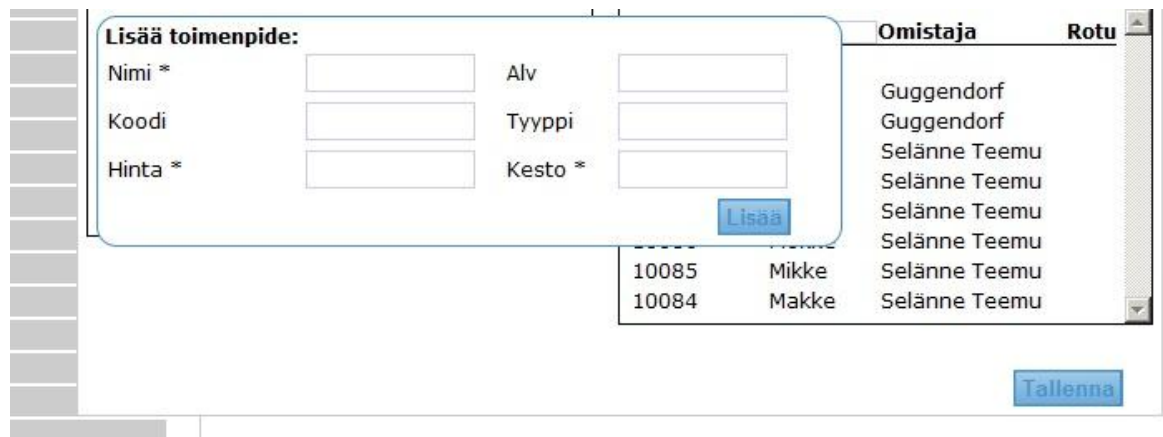 Lisää toimenpide:
Nimi *
Alv
Koodi
Tyyppi
Hinta *
Kesto *
Lisää
Omistaja Rotu
Guggendorf
Guggendorf
Selänne Teemu
Selänne Teemu
Selänne Teemu
Selänne Teemu
10085 Mikke Selänne Teemu
10084 Makke Selänne Teemu
Tallenna